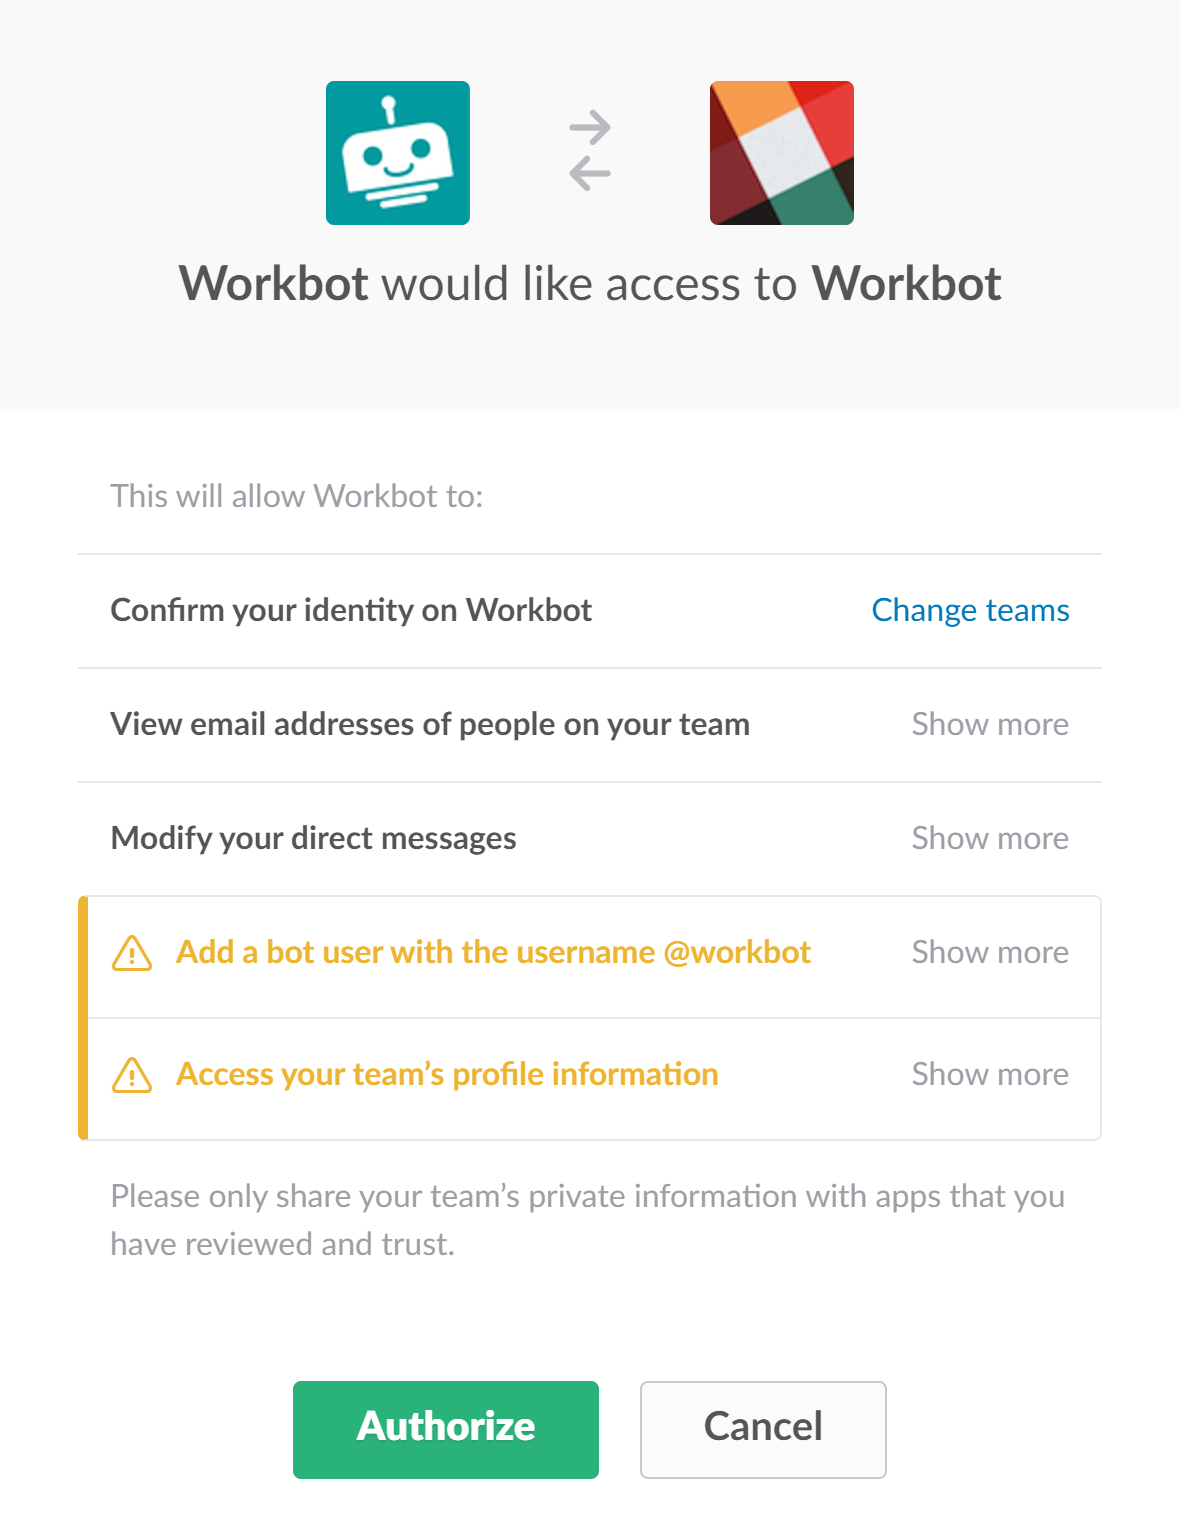 Workbot would like access to Workbot
This will allow Workbot to:
Confirm your identity on Workbot
Change teams
View email addresses of people on your team
Show more
Modify your direct messages
Show more
Add a bot user with the username @workbot
Show more
Access your team’s profile information
Show more
Please only share your team’s private information with apps that you
have reviewed and trust.
Authorize
Cancel